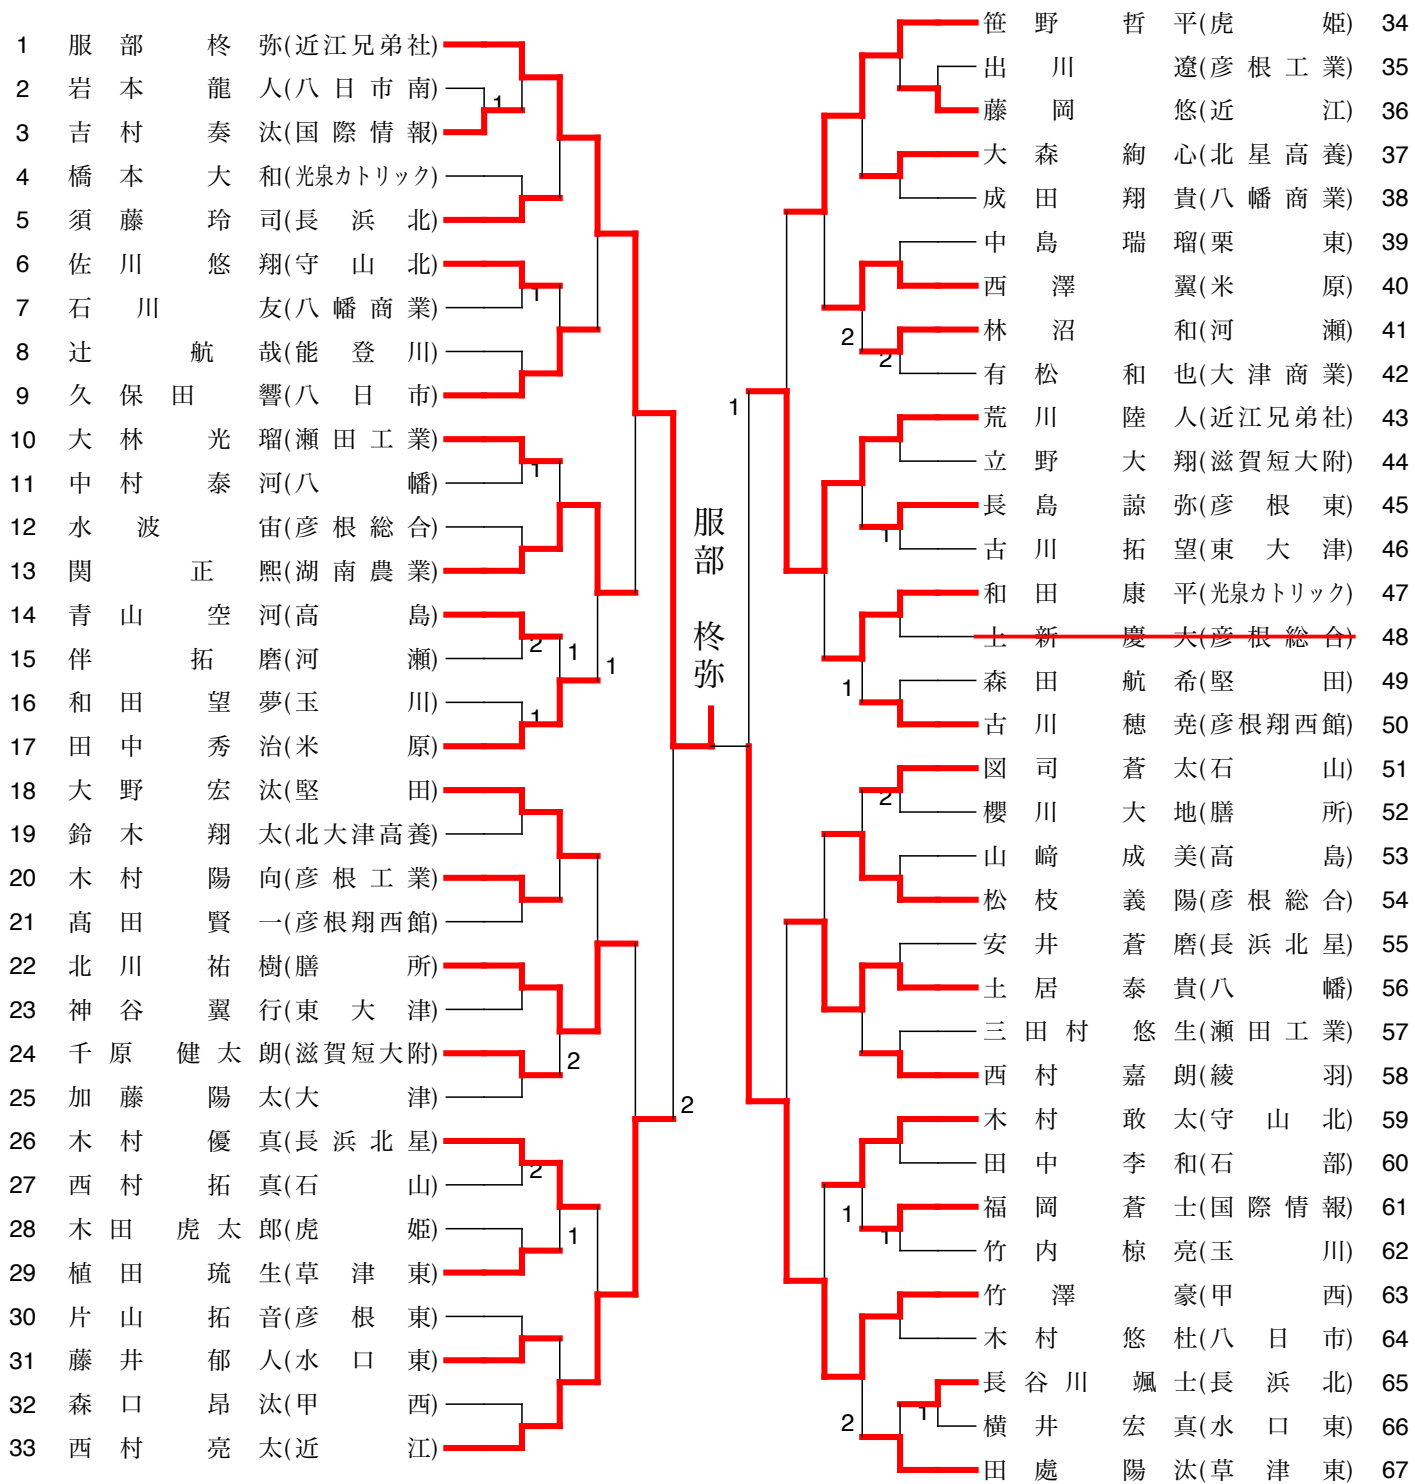 1 服部 柊弥(近江兄弟社)
2 岩本 龍人(八日市南)
1
3 吉村 奏汰(国際情報)
4 橋本 大和(光泉カトリック)
5 須藤 玲司(長浜北)
6 佐川 悠翔(守山北)
1
7 石川 友(八幡商業)
8 辻 航哉(能登川)
9 久保田 響(八日市)
10 大林 光瑠(瀬田工業)
1
11 中村 泰河(八幡)
12 水波 宙(彦根総合)
13 関 正熙(湖南農業)
14 青山 空河(高島)
2
1
1
15 伴 拓磨(河瀬)
16 和田 望夢(玉川)
1
17 田中 秀治(米原)
18 大野 宏汰(堅田)
19 鈴木 翔太(北大津高養)
20 木村 陽向(彦根工業)
21 髙田 賢一(彦根翔西館)
22 北川 祐樹(膳所)
23 神谷 翼行(東大津)
24 千原 健太朗(滋賀短大附)
2
25 加藤 陽太(大津)
2
26 木村 優真(長浜北星)
2
27 西村 拓真(石山)
28 木田 虎太郎(虎姫)
1
29 植田 琉生(草津東)
30 片山 拓音(彦根東)
31 藤井 郁人(水口東)
32 森口 昂汰(甲西)
33 西村 亮太(近江)
服部 柊弥
笹野 哲平(虎姫) 34
出川 遼(彦根工業) 35
藤岡 悠(近江) 36
大森 絢心(北星高養) 37
成田 翔貴(八幡商業) 38
中島 瑞瑠(栗東) 39
西澤 翼(米原) 40
林沼 和(河瀬) 41
2
2
有松 和也(大津商業) 42
1
荒川 陸人(近江兄弟社) 43
立野 大翔(滋賀短大附) 44
長島 諒弥(彦根東) 45
1
古川 拓望(東大津) 46
和田 康平(光泉カトリック) 47
上新 慶大(彦根総合) 48
森田 航希(堅田) 49
1
古川 穂尭(彦根翔西館) 50
図司 蒼太(石山) 51
2
櫻川 大地(膳所) 52
山﨑 成美(高島) 53
松枝 義陽(彦根総合) 54
安井 蒼磨(長浜北星) 55
土居 泰貴(八幡) 56
三田村 悠生(瀬田工業) 57
西村 嘉朗(綾羽) 58
木村 敢太(守山北) 59
田中 李和(石部) 60
福岡 蒼士(国際情報) 61
1
1
竹内 椋亮(玉川) 62
竹澤 豪(甲西) 63
木村 悠杜(八日市) 64
長谷川 颯士(長浜北) 65
1
2
横井 宏真(水口東) 66
田處 陽汰(草津東) 67